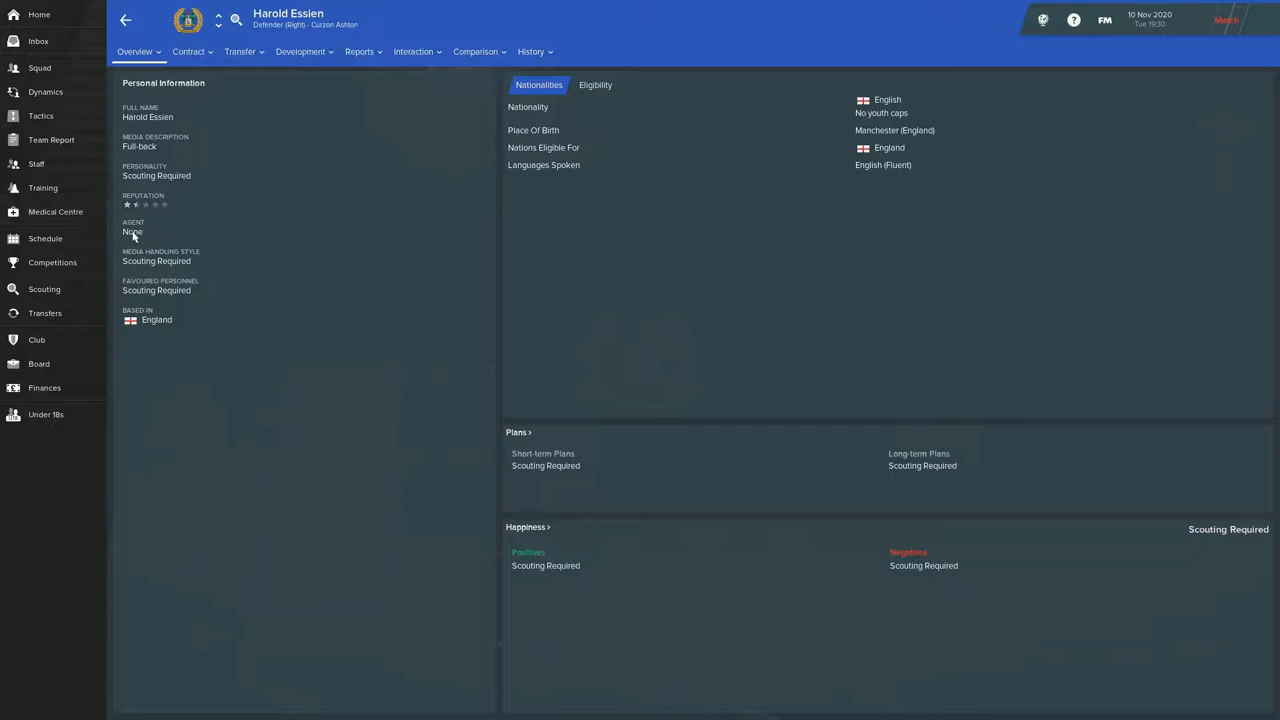 Home
Inbox
Squad
Dynamics
Tactics
Team Report
Staff
Training
Medical Centre
Schedule
Competitions
Scouting
Transfers
Club
Board
Finances
Under 18s
Harold Essien
Defender (Right) - Curzon Ashton
FM
10 Nov 2020
Tue 19:30
Match
Overview
Contract
Transfer
Development
Reports
Interaction
Comparison
History
Personal Information
FULL NAME
Harold Essien
MEDIA DESCRIPTION
Full-back
PERSONALITY
Scouting Required
REPUTATION
AGENT
None
MEDIA HANDLING STYLE
Scouting Required
FAVOURED PERSONNEL
Scouting Required
BASED IN
England
Nationalities Eligibility
Nationality English
No youth caps
Place Of Birth Manchester (England)
Nations Eligible For England
Languages Spoken English (Fluent)
Plans ›
Short-term Plans Long-term Plans
Scouting Required Scouting Required
Happiness › Scouting Required
Positives Negatives
Scouting Required Scouting Required